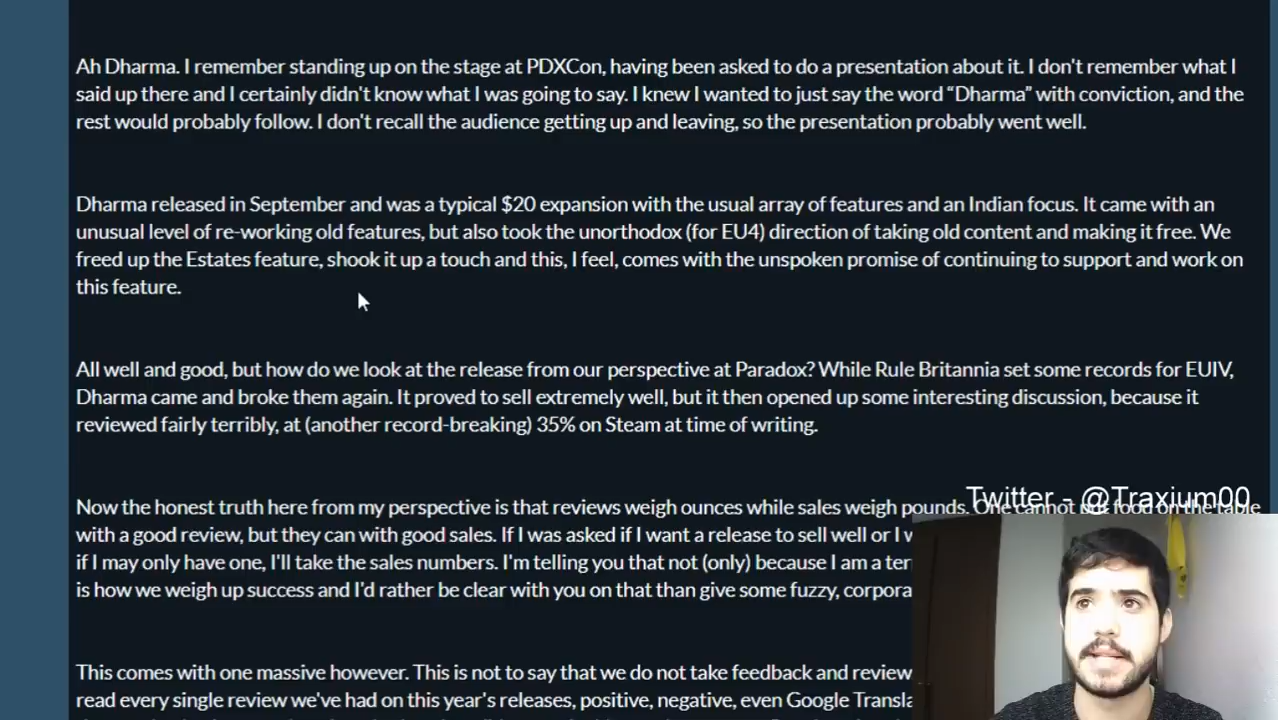 Ah Dharma. I remember standing up on the stage at PDXCon, having been asked to do a presentation about it. I don't remember what I
said up there and I certainly didn't know what I was going to say. I knew I wanted to just say the word “Dharma” with conviction, and the
rest would probably follow. I don't recall the audience getting up and leaving, so the presentation probably went well.
Dharma released in September and was a typical $20 expansion with the usual array of features and an Indian focus. It came with an
unusual level of re-working old features, but also took the unorthodox (for EU4) direction of taking old content and making it free. We
freed up the Estates feature, shook it up a touch and this, I feel, comes with the unspoken promise of continuing to support and work on
this feature.
All well and good, but how do we look at the release from our perspective at Paradox? While Rule Britannia set some records for EUIV,
Dharma came and broke them again. It proved to sell extremely well, but it then opened up some interesting discussion, because it
reviewed fairly terribly, at (another record-breaking) 35% on Steam at time of writing.
Twitter - @Traxium00
Now the honest truth here from my perspective is that reviews weigh ounces while sales weigh pounds. One cannot put food on the table
with a good review, but they can with good sales. If I was asked if I want a release to sell well or I
if I may only have one, I'll take the sales numbers. I'm telling you that not (only) because I am a
is how we weigh up success and I'd rather be clear with you on that than give some fuzzy,
This comes with one massive however. This is not to say that we do not take feedback and
read every single review we've had on this year's releases, positive, negative, even Google